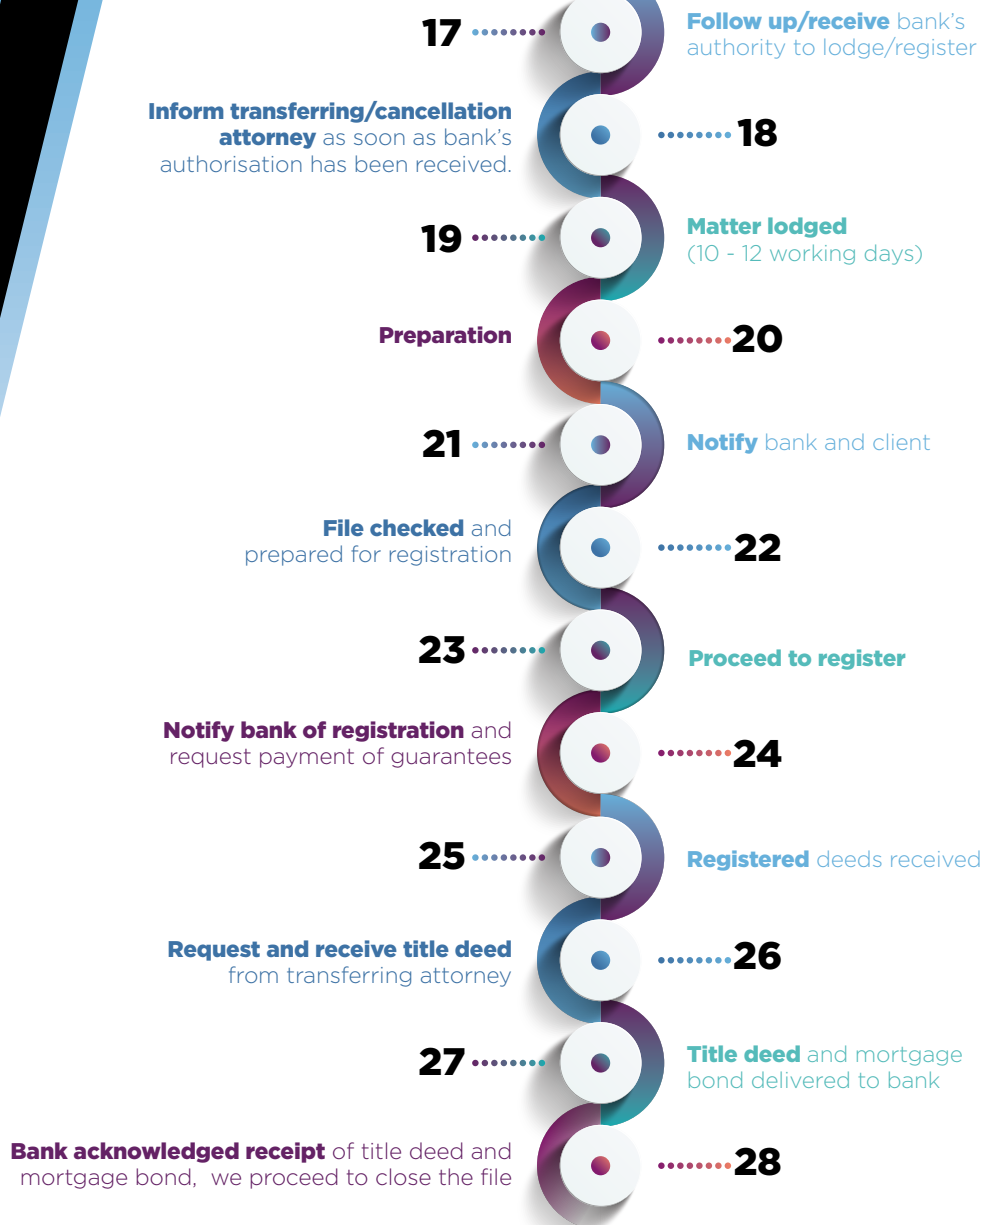 17
Follow up/receive bank's
authority to lodge/register
Inform transferring/cancellation
attorney as soon as bank's
authorisation has been received.
18
19
Matter lodged
(10 - 12 working days)
Preparation
20
21
Notify bank and client
File checked and
prepared for registration
22
23
Proceed to register
Notify bank of registration and
request payment of guarantees
24
25
Registered deeds received
Request and receive title deed
from transferring attorney
26
27
Title deed and mortgage
bond delivered to bank
Bank acknowledged receipt of title deed and
mortgage bond,  we proceed to close the file
28